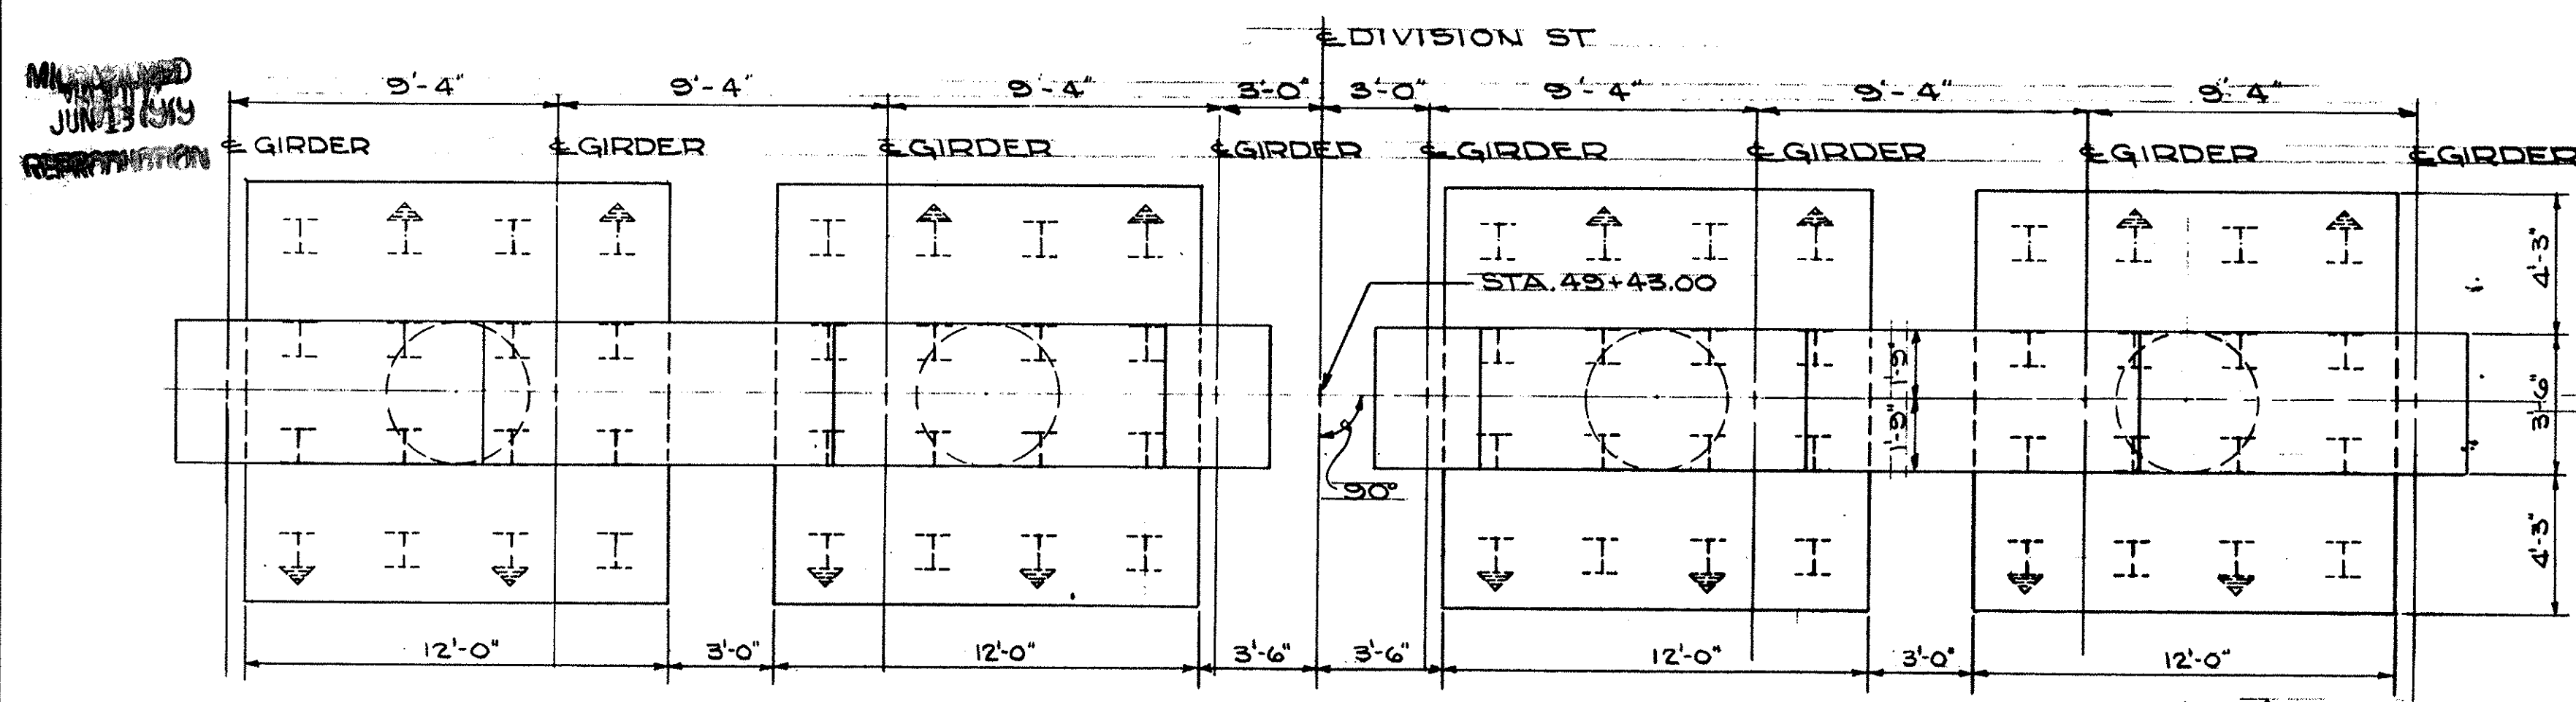 ℄ DIVISION ST
9'-4" 9'-4" 9'-4" 3'-0" 3'-0" 9'-4" 9'-4" 9'-4"
JUN 13
℄ GIRDER ℄ GIRDER ℄ GIRDER ℄ GIRDER ℄ GIRDER ℄ GIRDER ℄ GIRDER ℄ GIRDER
4'-3"
STA. 49+43.00
1'-9"
3'-6"
1'-9"
90°
4'-3"
12'-0" 3'-0" 12'-0" 3'-6" 3'-6" 12'-0" 3'-0" 12'-0"